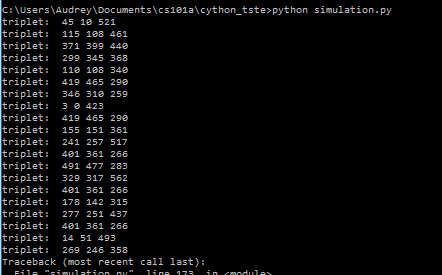 C:\Users\Audrey\Documents\cs101a\cython_tste>python simulation.py
triplet:  45 10 521
triplet:  115 108 461
triplet:  371 399 440
triplet:  299 345 368
triplet:  110 108 340
triplet:  419 465 290
triplet:  346 310 259
triplet:  3 0 423
triplet:  419 465 290
triplet:  155 151 361
triplet:  241 257 517
triplet:  401 361 266
triplet:  491 477 283
triplet:  329 317 562
triplet:  401 361 266
triplet:  178 142 315
triplet:  277 251 437
triplet:  401 361 266
triplet:  14 51 493
triplet:  269 246 358
Traceback (most recent call last):
  File "simulation.py", line 173, in <module>